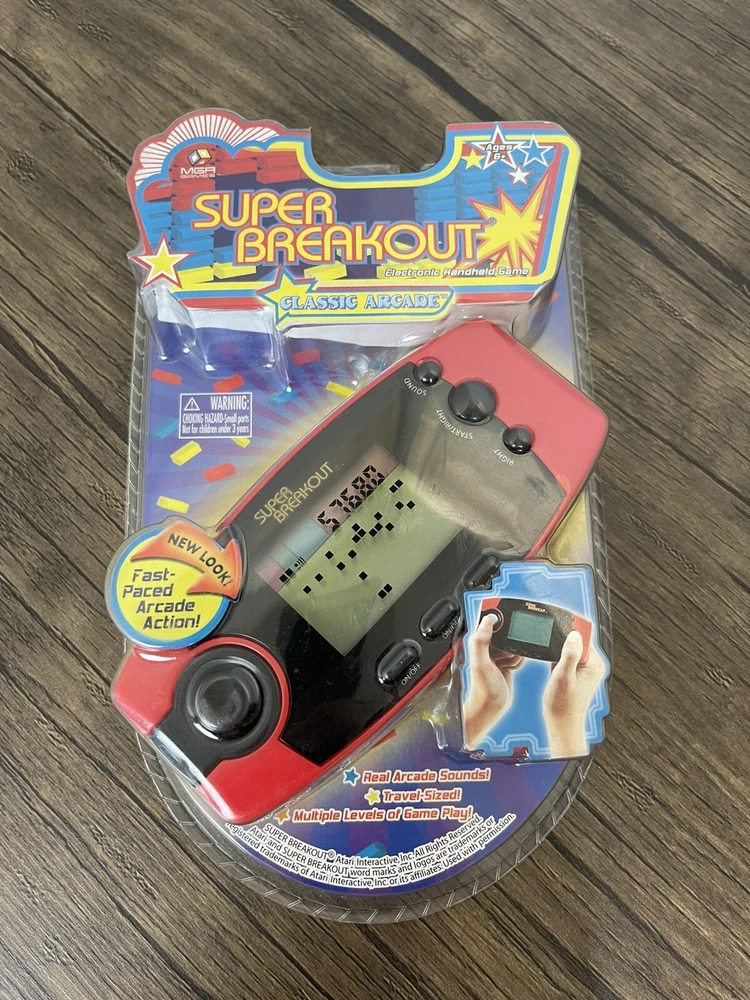 MGA
GAMES
Ages
6+
SUPER
BREAKOUT
Electronic Handheld Game
CLASSIC ARCADE™
WARNING:
CHOKING HAZARD-Small parts
Not for children under 3 years
SOUND
START/RIGHT
RIGHT
SUPER
BREAKOUT
57680
NEW LOOK!
Fast-
Paced
Arcade
Action!
ON/OFF
ON/OFF
Real Arcade Sounds!
Travel-Sized!
Multiple Levels of Game Play!
SUPER BREAKOUT® Atari Interactive, Inc. All Rights Reserved.
Atari and SUPER BREAKOUT word marks and logos are trademarks or
registered trademarks of Atari Interactive, Inc. or its affiliates. Used with permission.